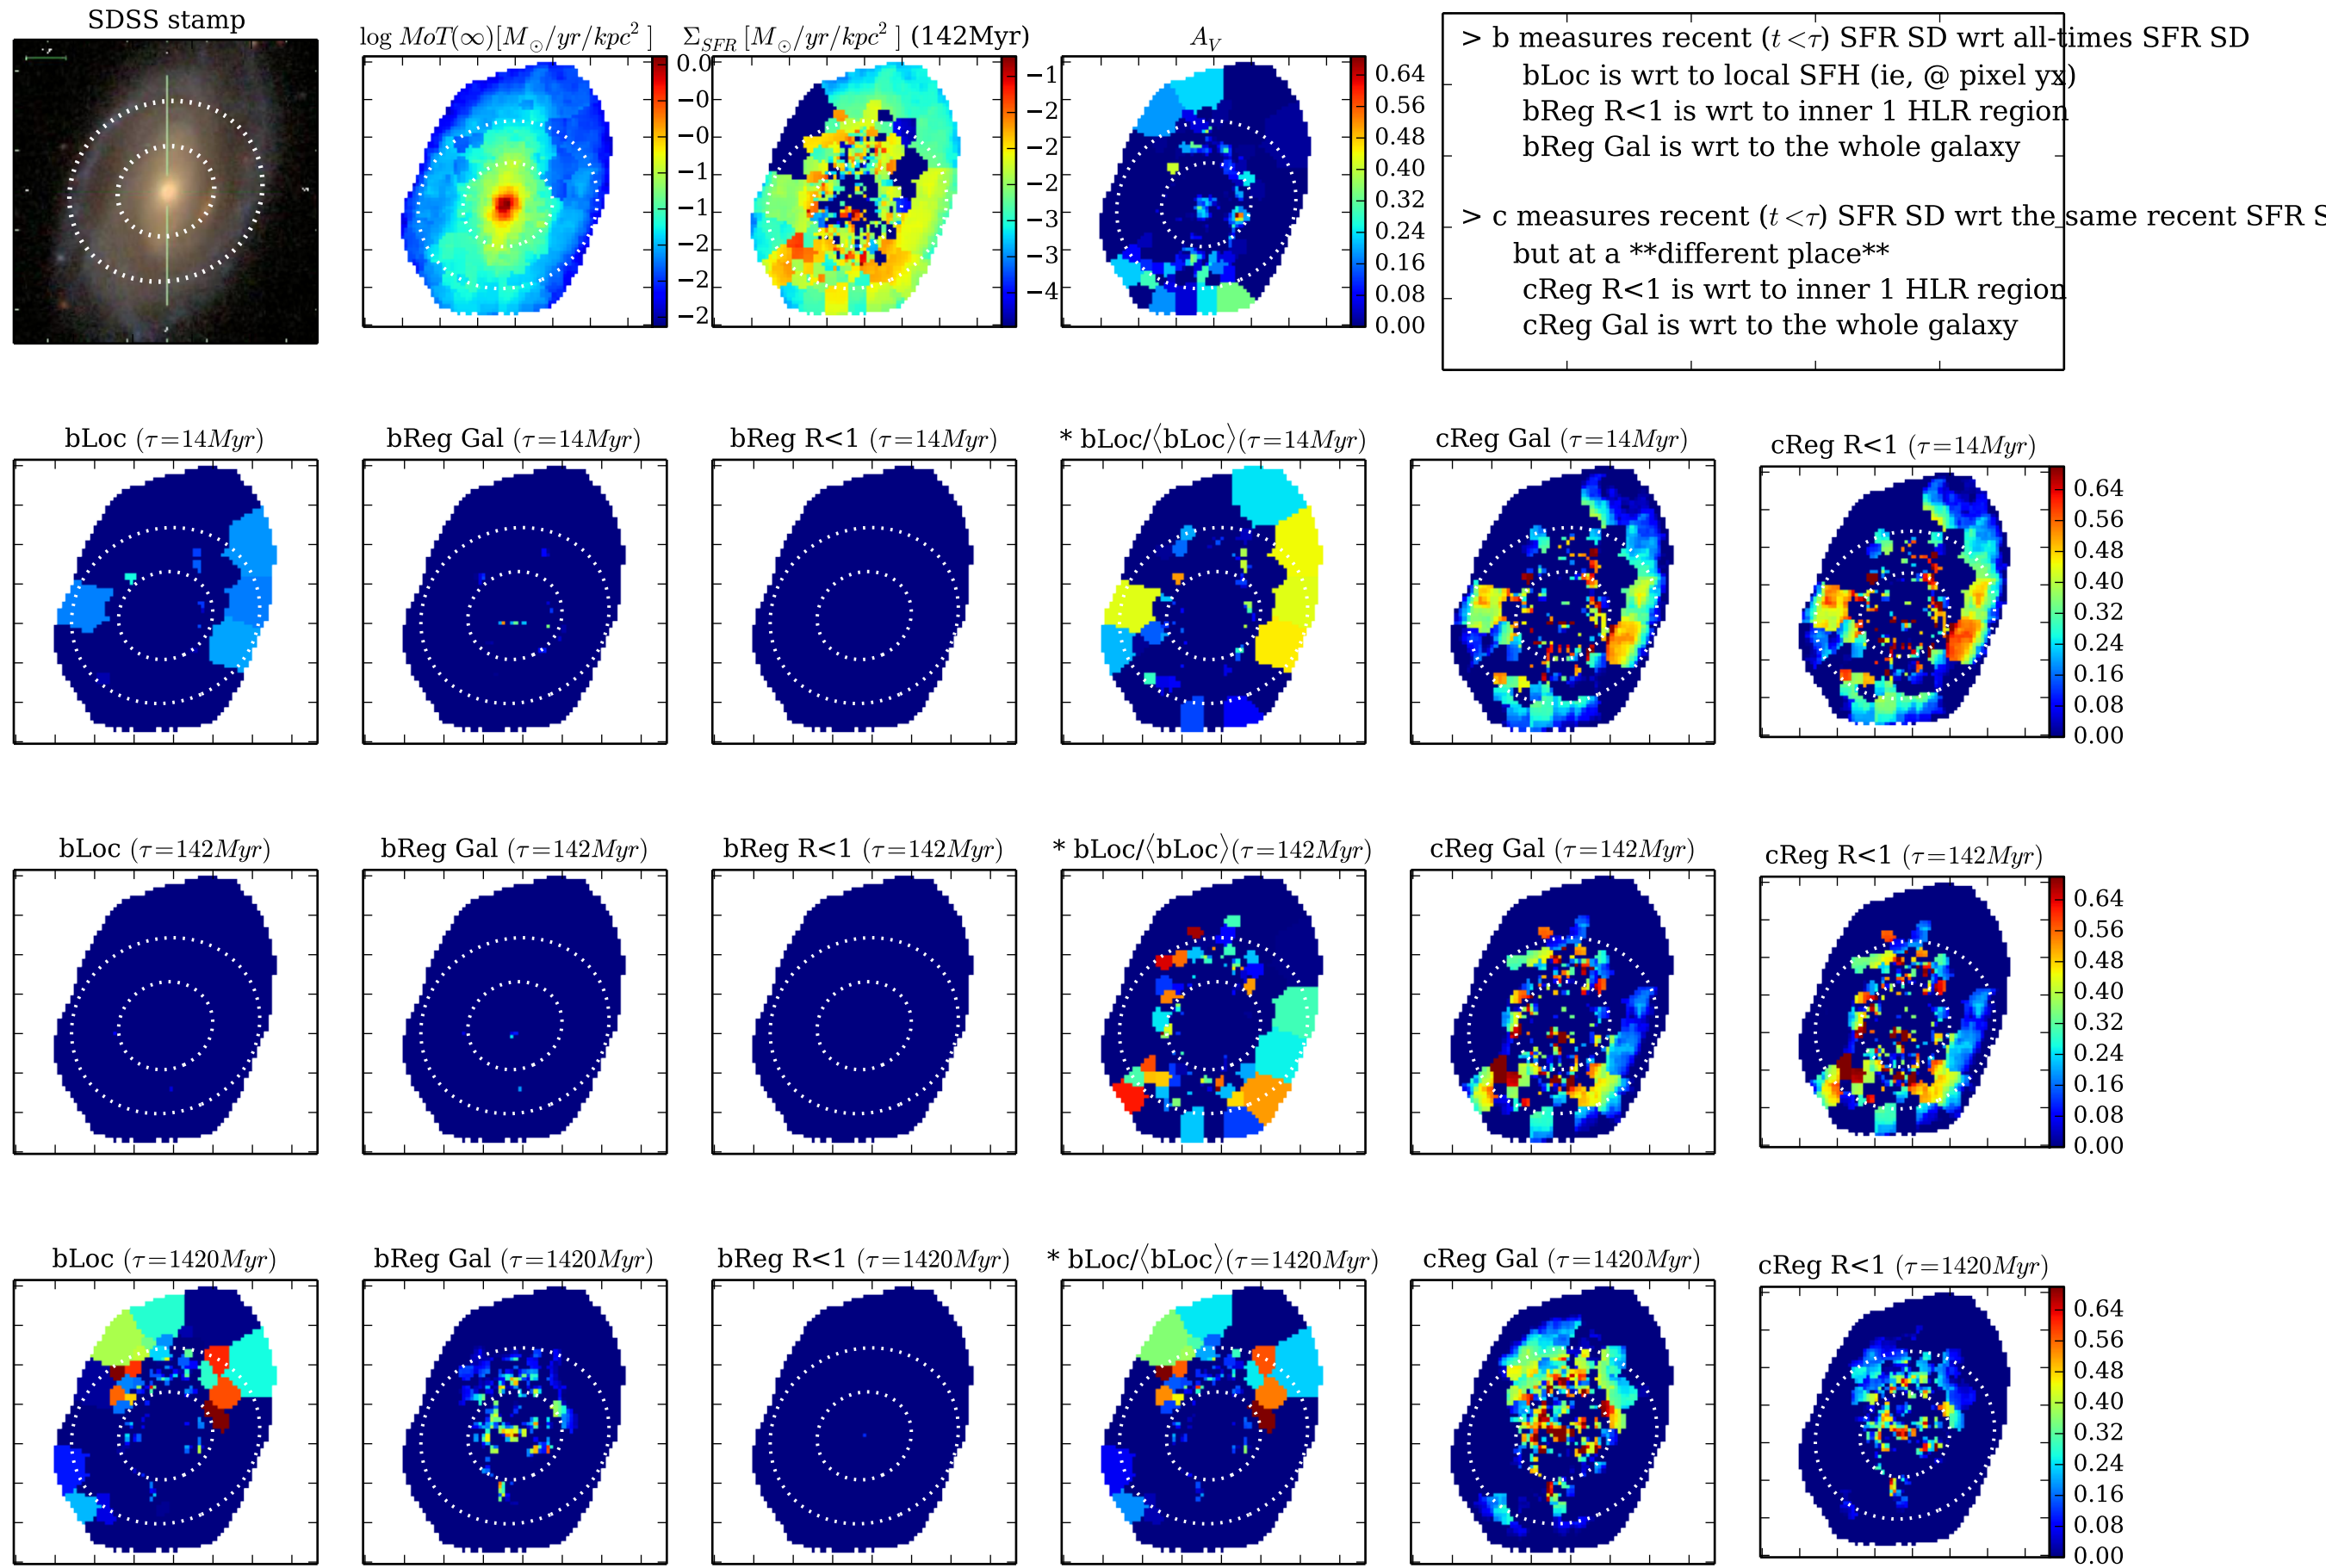 SDSS stamp
log MoT(∞)[M⊙/yr/kpc² ]
Σ_SFR [M⊙/yr/kpc² ] (142Myr)
A_V
0.0
−0
−0
−1
−1
−2
−2
−2
−1
−2
−2
−2
−3
−3
−4
0.64
0.56
0.48
0.40
0.32
0.24
0.16
0.08
0.00
> b measures recent (t <τ) SFR SD wrt all-times SFR SD
bLoc is wrt to local SFH (ie, @ pixel yx)
bReg R<1 is wrt to inner 1 HLR region
bReg Gal is wrt to the whole galaxy
> c measures recent (t <τ) SFR SD wrt the same recent SFR S
but at a **different place**
cReg R<1 is wrt to inner 1 HLR region
cReg Gal is wrt to the whole galaxy
bLoc (τ=14Myr)
bReg Gal (τ=14Myr)
bReg R<1 (τ=14Myr)
* bLoc/⟨bLoc⟩(τ=14Myr)
cReg Gal (τ=14Myr)
cReg R<1 (τ=14Myr)
0.64
0.56
0.48
0.40
0.32
0.24
0.16
0.08
0.00
bLoc (τ=142Myr)
bReg Gal (τ=142Myr)
bReg R<1 (τ=142Myr)
* bLoc/⟨bLoc⟩(τ=142Myr)
cReg Gal (τ=142Myr)
cReg R<1 (τ=142Myr)
0.64
0.56
0.48
0.40
0.32
0.24
0.16
0.08
0.00
bLoc (τ=1420Myr)
bReg Gal (τ=1420Myr)
bReg R<1 (τ=1420Myr)
* bLoc/⟨bLoc⟩(τ=1420Myr)
cReg Gal (τ=1420Myr)
cReg R<1 (τ=1420Myr)
0.64
0.56
0.48
0.40
0.32
0.24
0.16
0.08
0.00